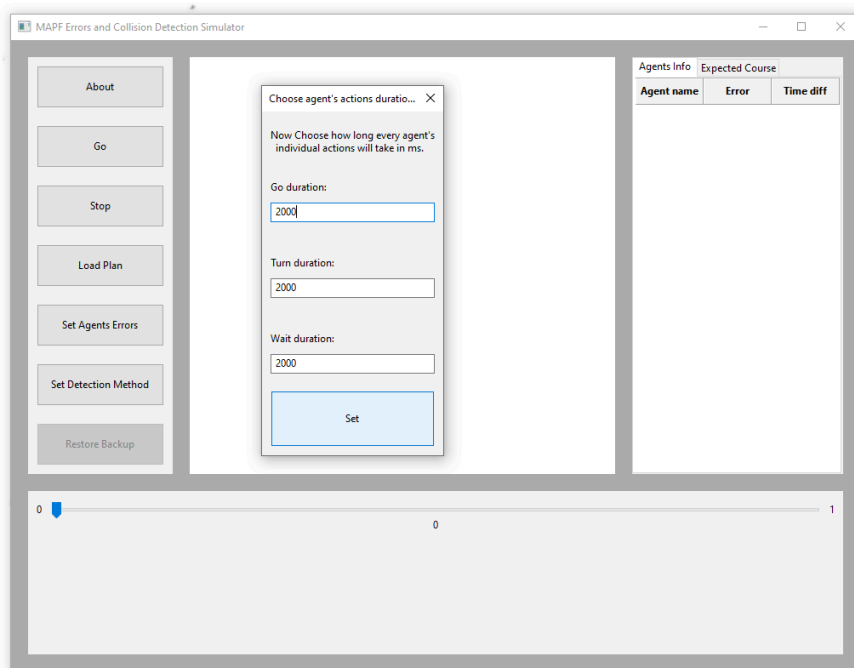 MAPF Errors and Collision Detection Simulator
About
Go
Stop
Load Plan
Set Agents Errors
Set Detection Method
Restore Backup
Choose agent's actions duratio...
Now Choose how long every agent's
individual actions will take in ms.
Go duration:
2000
Turn duration:
2000
Wait duration:
2000
Set
Agents Info Expected Course
Agent name Error Time diff
0 1
0